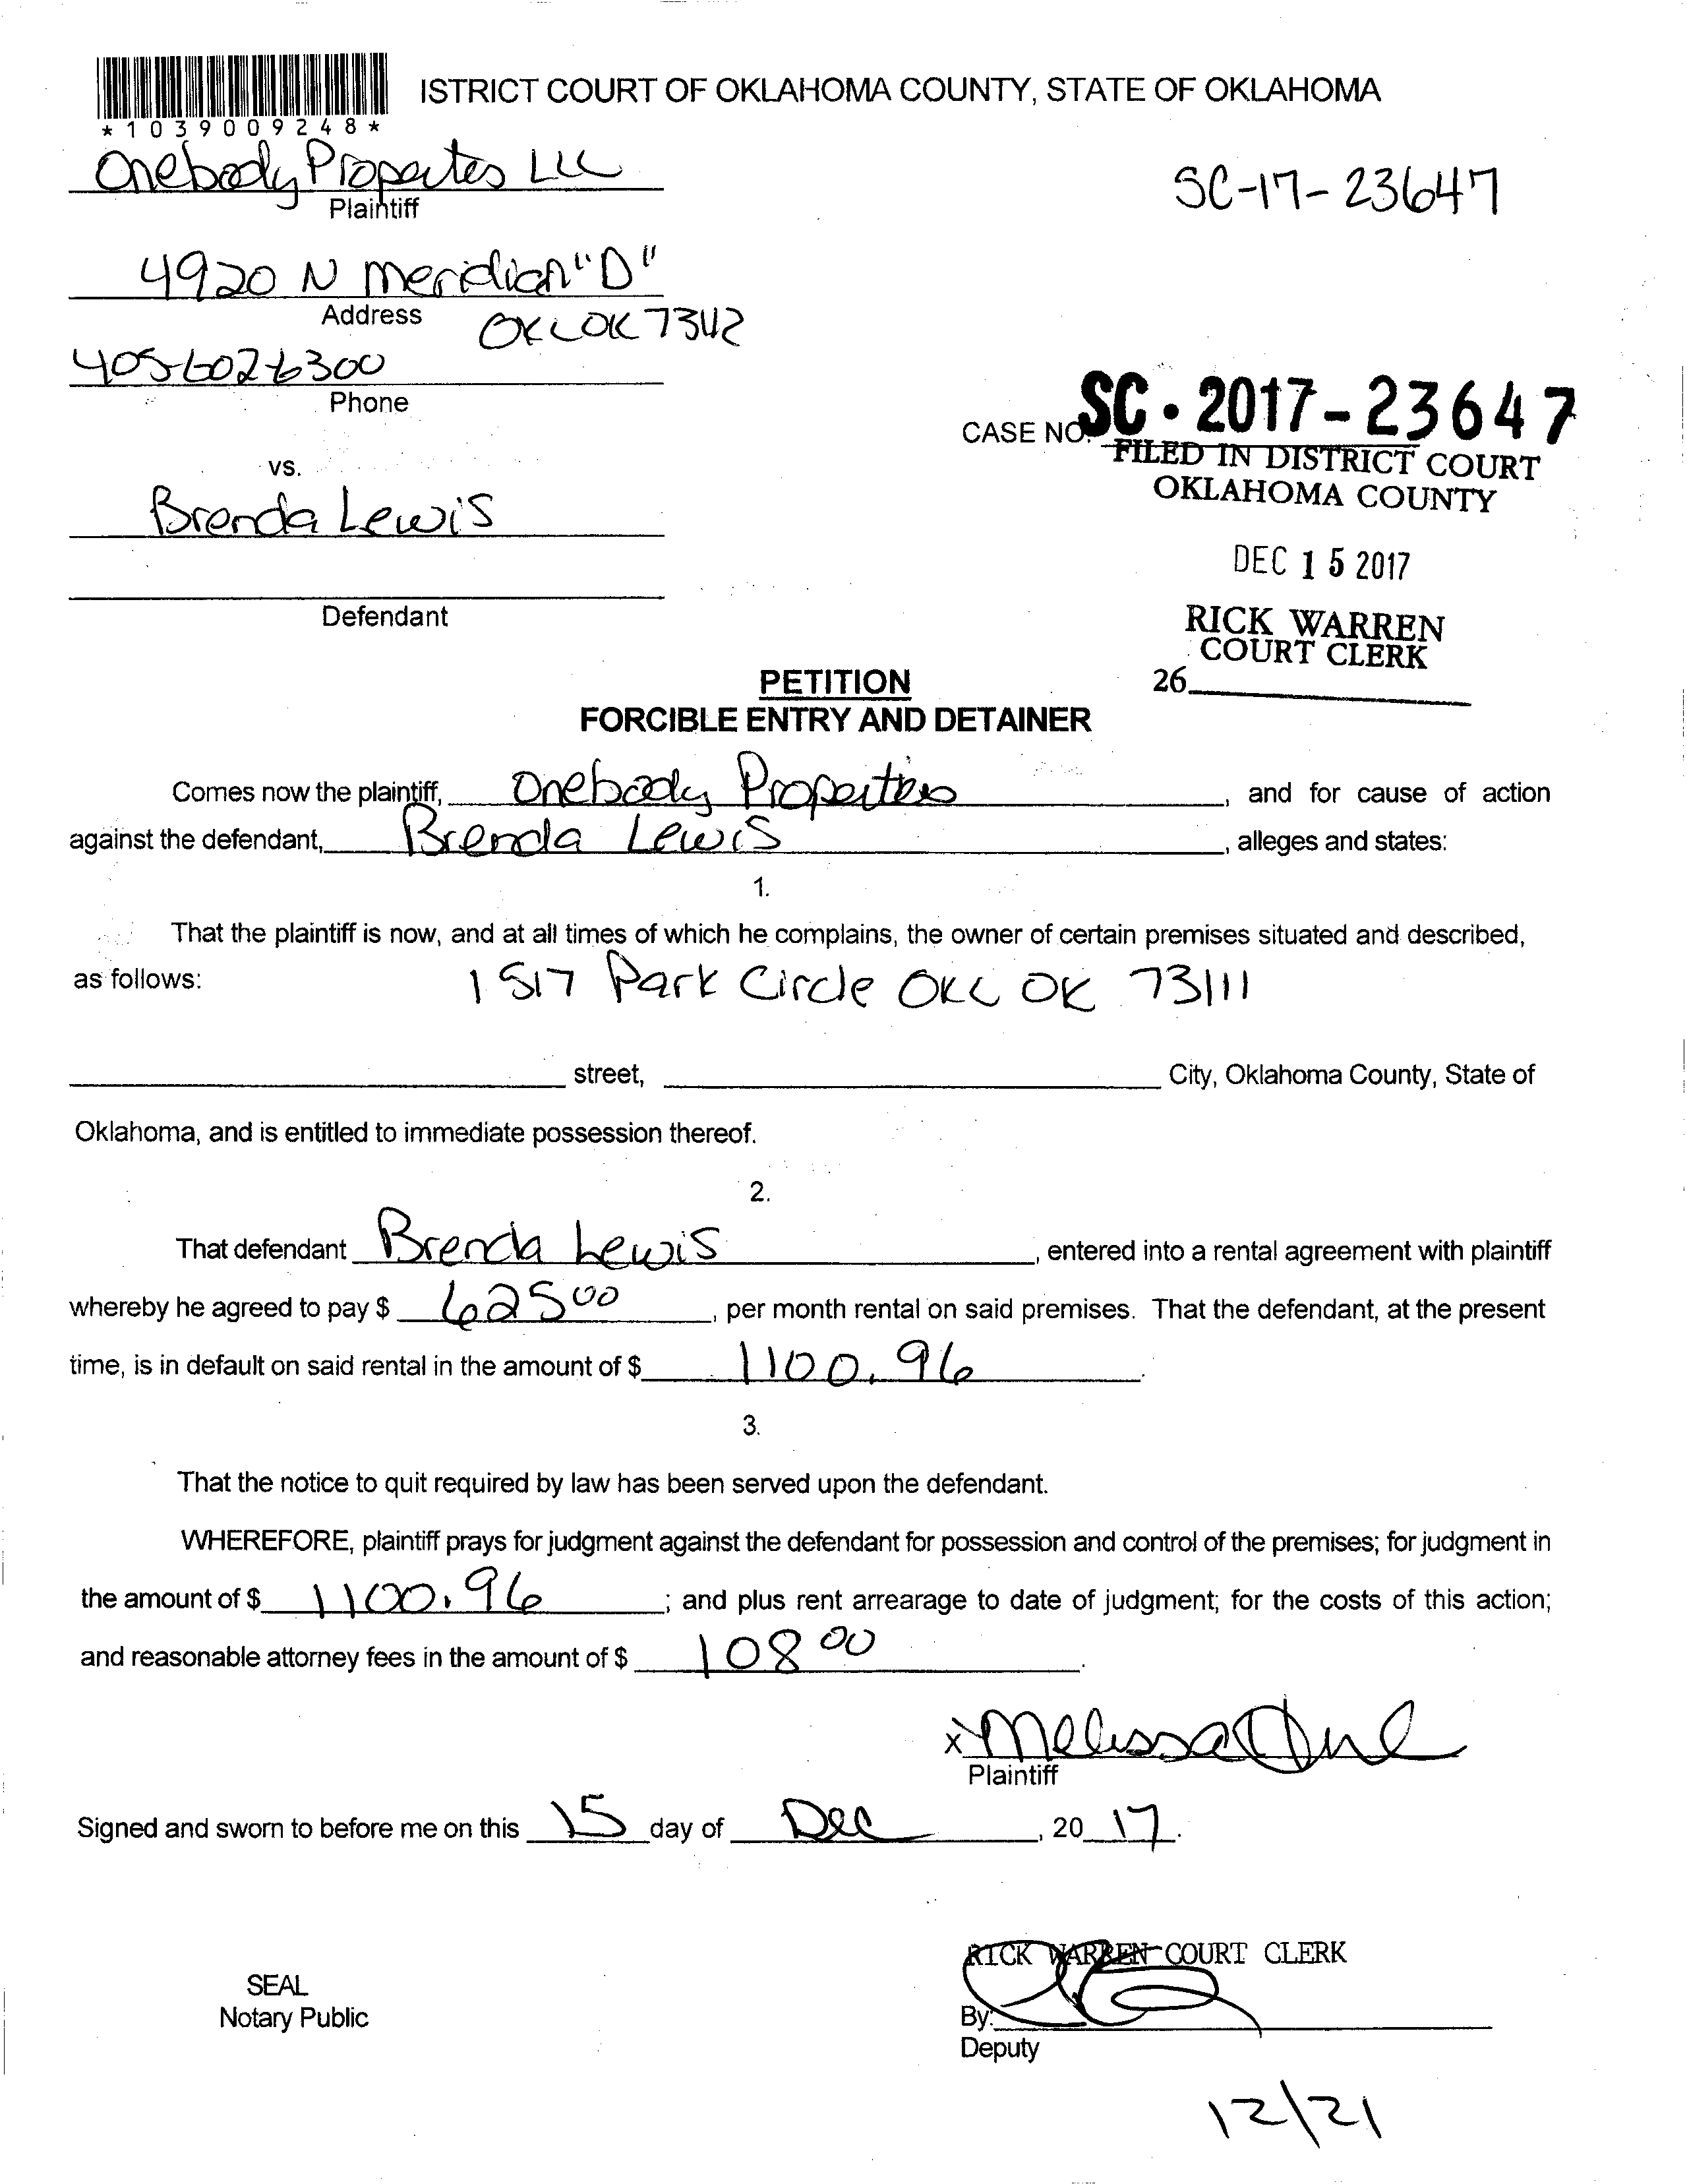 ISTRICT COURT OF OKLAHOMA COUNTY, STATE OF OKLAHOMA
*1039009248*
Onebody Propertes LLC
Plaintiff
SC-17-23647
4920 N Meridian "D"
Address
OKC OK 73112
405-602-6300
Phone
CASE NO. SC-2017-23647
FILED IN DISTRICT COURT
OKLAHOMA COUNTY
vs.
Brenda Lewis
DEC 15 2017
Defendant
RICK WARREN
COURT CLERK
26
PETITION
FORCIBLE ENTRY AND DETAINER
Comes now the plaintiff, Onebody Properties, and for cause of action
against the defendant, Brenda Lewis, alleges and states:
1.
That the plaintiff is now, and at all times of which he complains, the owner of certain premises situated and described,
as follows: 1517 Park Circle OKC OK 73111
street, City, Oklahoma County, State of
Oklahoma, and is entitled to immediate possession thereof.
2.
That defendant Brenda Lewis, entered into a rental agreement with plaintiff
whereby he agreed to pay $ 625 00, per month rental on said premises. That the defendant, at the present
time, is in default on said rental in the amount of $ 1100.96.
3.
That the notice to quit required by law has been served upon the defendant.
WHEREFORE, plaintiff prays for judgment against the defendant for possession and control of the premises; for judgment in
the amount of $ 1100.96; and plus rent arrearage to date of judgment; for the costs of this action;
and reasonable attorney fees in the amount of $ 108 00.
x Melissa
Plaintiff
Signed and sworn to before me on this 15 day of Dec, 20 17.
RICK WARREN COURT CLERK
SEAL
Notary Public
By:
Deputy
12/21